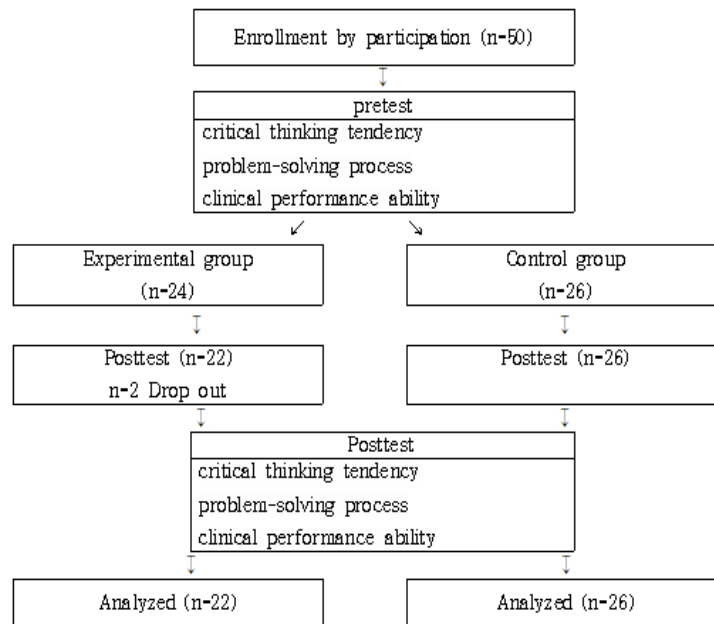 Enrollment by participation (n-50)
pretest
critical thinking tendency
problem-solving process
clinical performance ability
Experimental group
(n-24)
Control group
(n-26)
Posttest (n-22)
n-2 Drop out
Posttest (n-26)
Posttest
critical thinking tendency
problem-solving process
clinical performance ability
Analyzed (n-22)
Analyzed (n-26)